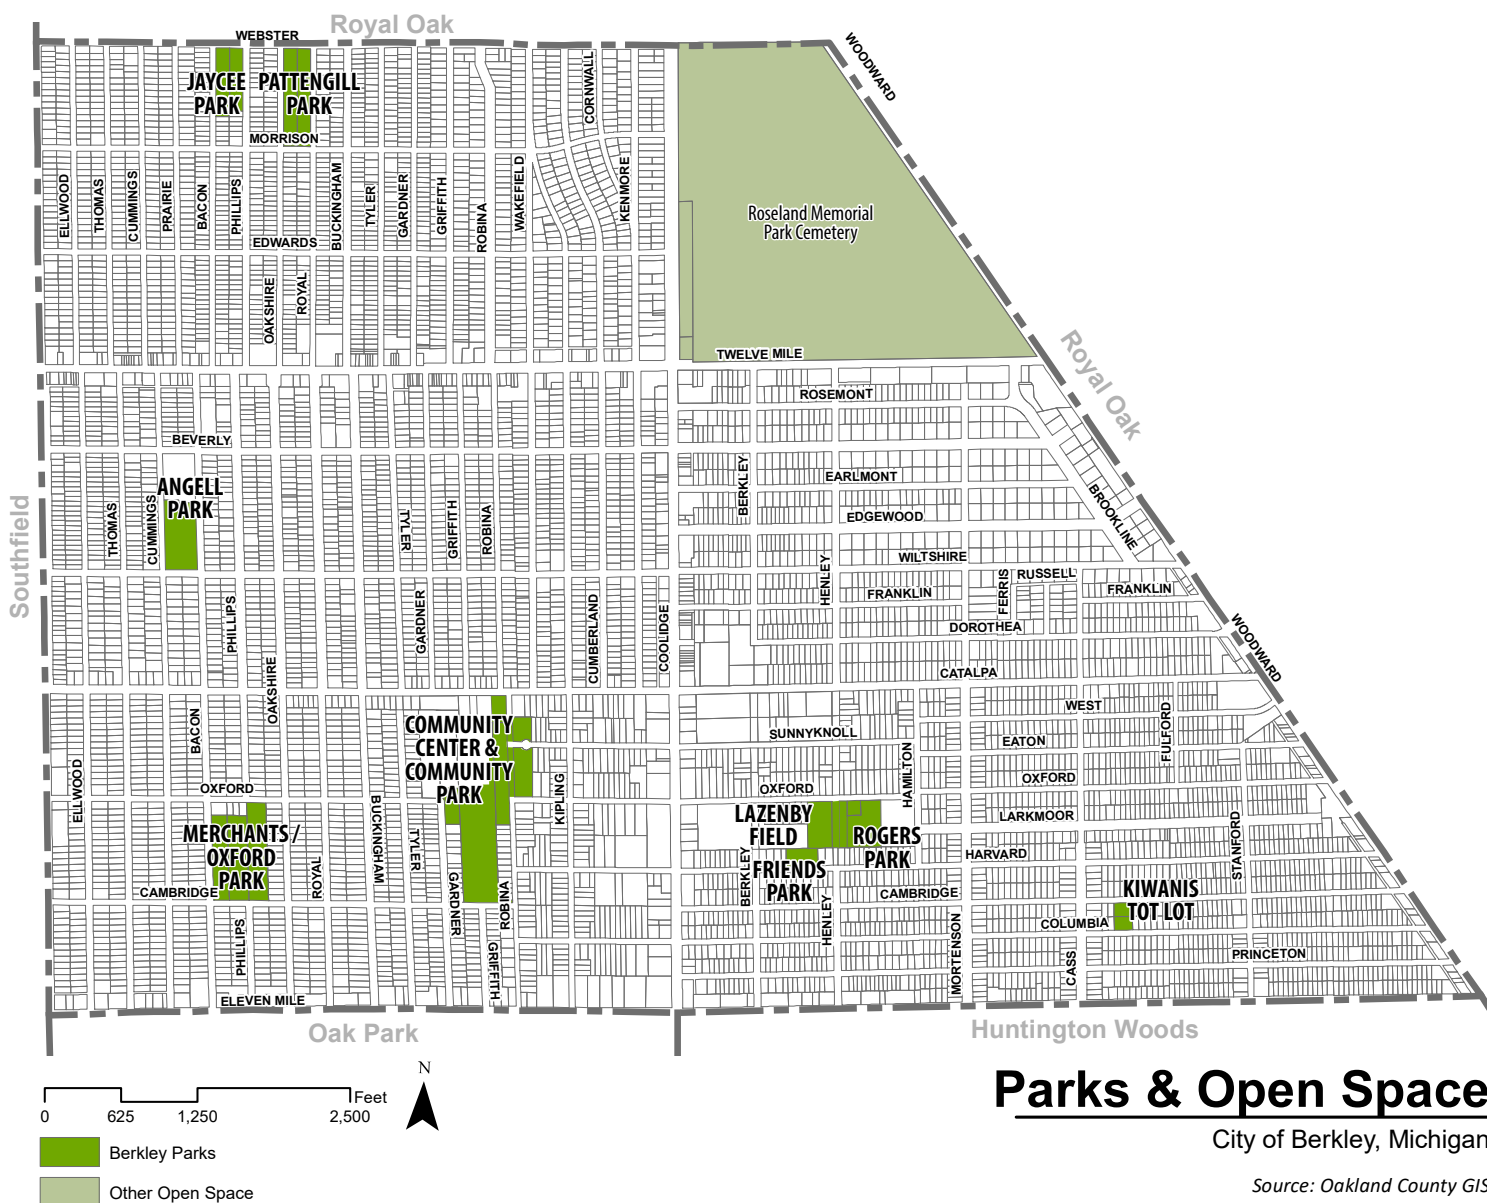 Royal Oak
WEBSTER
WOODWARD
CORNWALL
JAYCEE
PARK
PATTENGILL
PARK
MORRISON
ELLWOOD
THOMAS
CUMMINGS
PRAIRIE
BACON
PHILLIPS
BUCKINGHAM
TYLER
GARDNER
GRIFFITH
ROBINA
WAKEFIELD
KENMORE
Roseland Memorial
Park Cemetery
EDWARDS
OAKSHIRE
ROYAL
TWELVE MILE
Royal Oak
ROSEMONT
BEVERLY
BERKLEY
EARLMONT
ANGELL
PARK
THOMAS
CUMMINGS
TYLER
GRIFFITH
ROBINA
EDGEWOOD
BROOKLINE
Southfield
WILTSHIRE
HENLEY
FRANKLIN
FERRIS
RUSSELL
FRANKLIN
PHILLIPS
GARDNER
CUMBERLAND
COOLIDGE
DOROTHEA
WOODWARD
OAKSHIRE
CATALPA
BACON
COMMUNITY
CENTER &
COMMUNITY
PARK
WEST
SUNNYKNOLL
EATON
FULFORD
ELLWOOD
OXFORD
BUCKINGHAM
KIPLING
OXFORD
HAMILTON
OXFORD
MERCHANTS /
OXFORD
PARK
ROYAL
TYLER
LAZENBY
FIELD
ROGERS
PARK
LARKMOOR
STANFORD
HARVARD
FRIENDS
PARK
BERKLEY
CAMBRIDGE
GARDNER
ROBINA
CAMBRIDGE
KIWANIS
TOT LOT
HENLEY
COLUMBIA
PHILLIPS
GRIFFITH
MORTENSON
CASS
PRINCETON
ELEVEN MILE
Oak Park
Huntington Woods
N
Feet
0 625 1,250 2,500
Berkley Parks
Other Open Space
Parks & Open Space
City of Berkley, Michigan
Source: Oakland County GIS